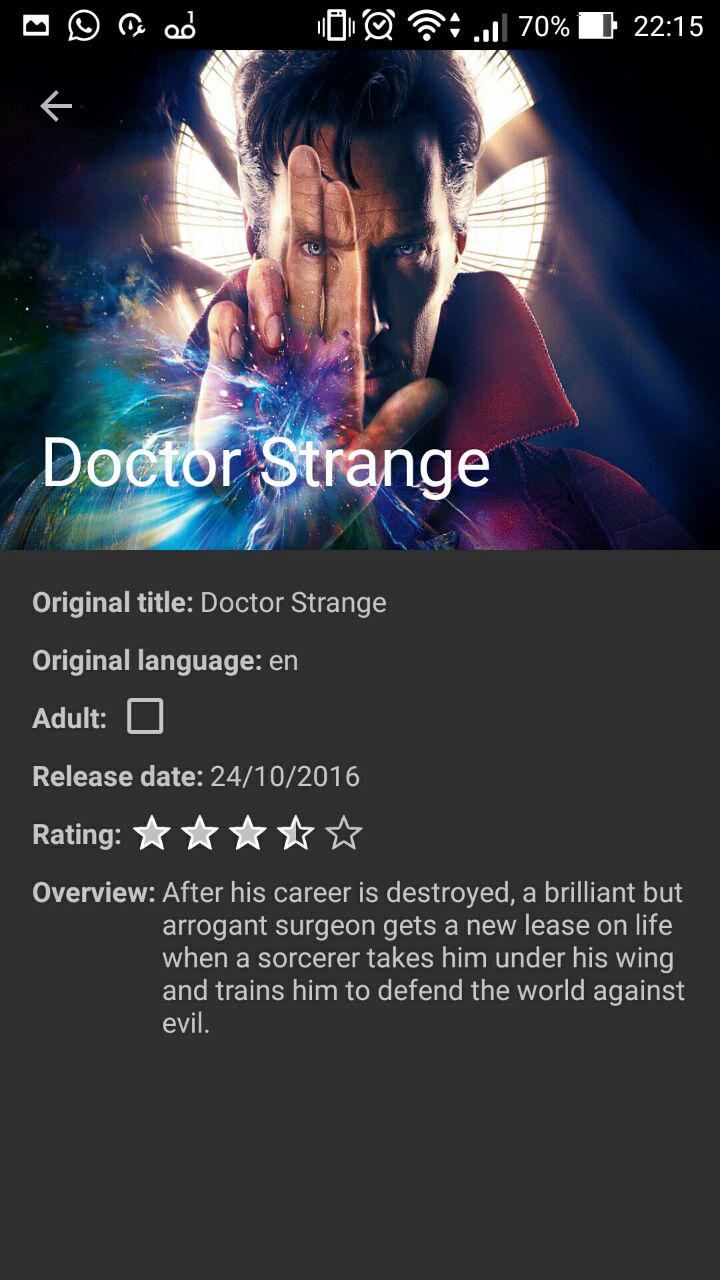 70% 22:15
Doctor Strange
Original title: Doctor Strange
Original language: en
Adult:
Release date: 24/10/2016
Rating:
Overview: After his career is destroyed, a brilliant but
arrogant surgeon gets a new lease on life
when a sorcerer takes him under his wing
and trains him to defend the world against
evil.